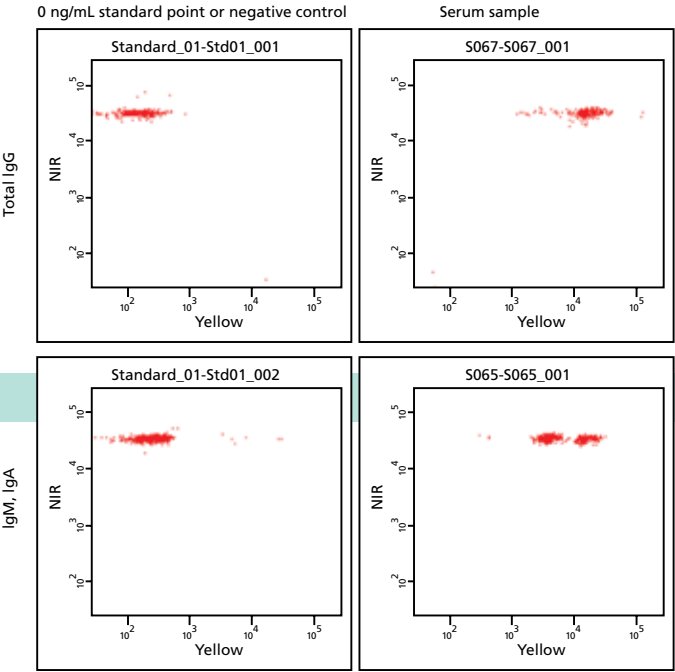 0 ng/mL standard point or negative control
Serum sample
Total IgG
Standard_01-Std01_001
NIR
10^5
10^4
10^3
10^2
10^2 10^3 10^4 10^5
Yellow
S067-S067_001
NIR
10^5
10^4
10^3
10^2
10^2 10^3 10^4 10^5
Yellow
IgM, IgA
Standard_01-Std01_002
NIR
10^5
10^4
10^3
10^2
10^2 10^3 10^4 10^5
Yellow
S065-S065_001
NIR
10^5
10^4
10^3
10^2
10^2 10^3 10^4 10^5
Yellow